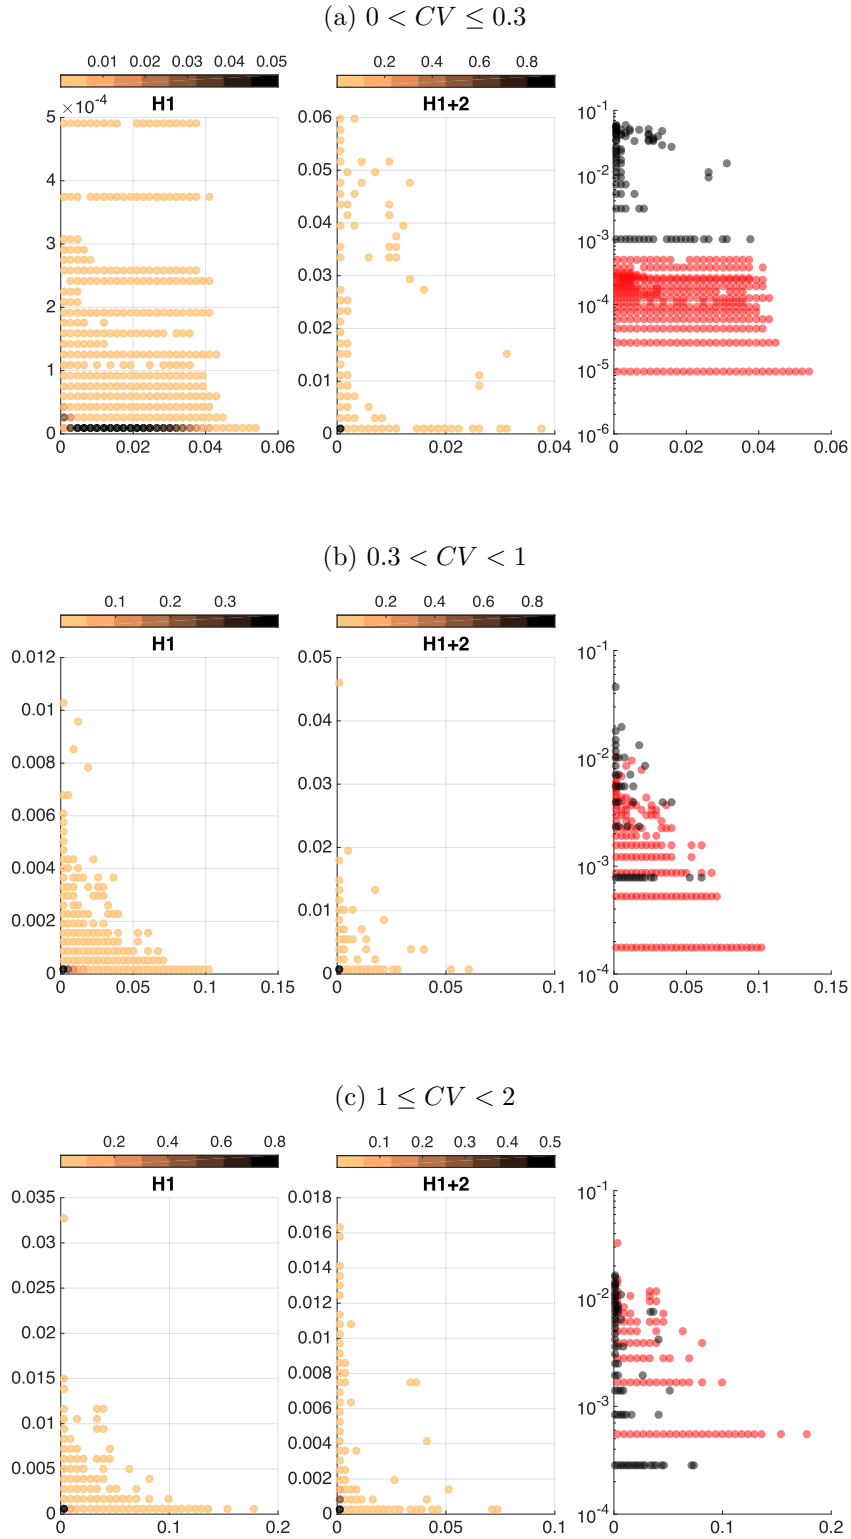 (a) 0 < CV ≤ 0.3
0.01 0.02 0.03 0.04 0.05
0.2 0.4 0.6 0.8
H1
H1+2
5 ×10⁻⁴
4
3
2
1
0
0 0.02 0.04 0.06
0.06
0.05
0.04
0.03
0.02
0.01
0
0 0.02 0.04
10⁻¹
10⁻²
10⁻³
10⁻⁴
10⁻⁵
10⁻⁶
0 0.02 0.04 0.06
(b) 0.3 < CV < 1
0.1 0.2 0.3
0.2 0.4 0.6 0.8
H1
H1+2
0.012
0.01
0.008
0.006
0.004
0.002
0
0 0.05 0.1 0.15
0.05
0.04
0.03
0.02
0.01
0
0 0.05 0.1
10⁻¹
10⁻²
10⁻³
10⁻⁴
0 0.05 0.1 0.15
(c) 1 ≤ CV < 2
0.2 0.4 0.6 0.8
0.1 0.2 0.3 0.4 0.5
H1
H1+2
0.035
0.03
0.025
0.02
0.015
0.01
0.005
0
0 0.1 0.2
0.018
0.016
0.014
0.012
0.01
0.008
0.006
0.004
0.002
0
0 0.05 0.1
10⁻¹
10⁻²
10⁻³
10⁻⁴
0 0.1 0.2